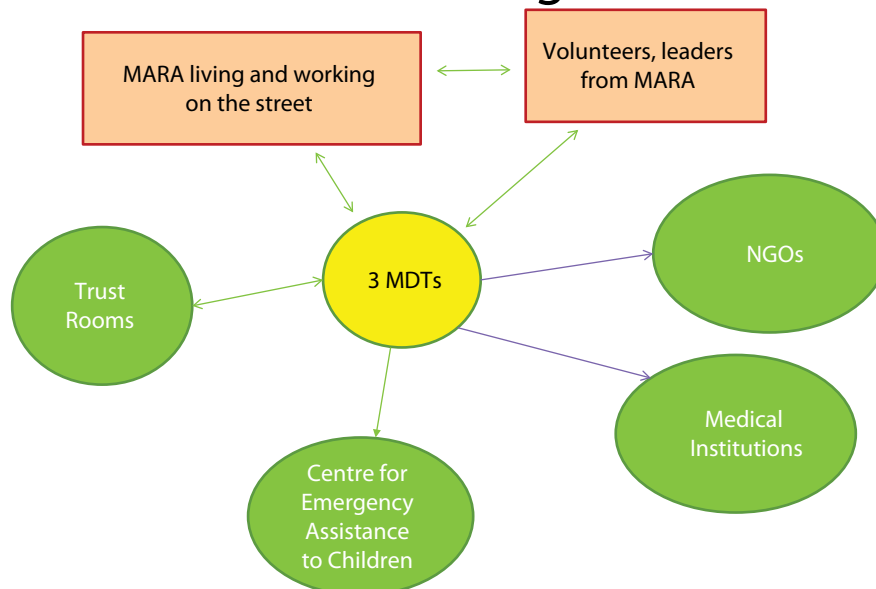 MARA living and working
on the street
Volunteers, leaders
from MARA
3 MDTs
NGOs
Trust
Rooms
Medical
Institutions
Centre for
Emergency
Assistance
to Children